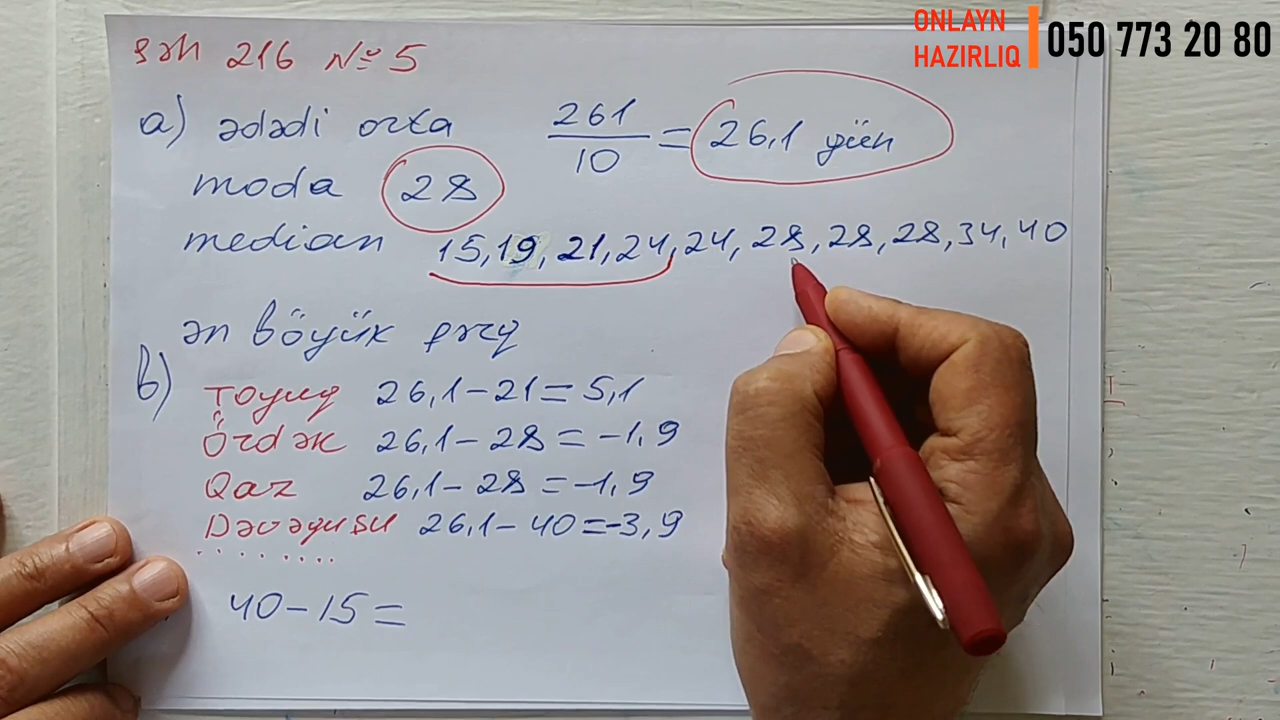 ONLAYN
HAZIRLIQ
050 773 20 80
səh 216 № 5
a) ədədi orta 261/10 = 26,1 gün
moda 28
median 15, 19, 21, 24, 24, 28, 28, 28, 34, 40
ən böyük fərq
b) Toyuq 26,1 – 21 = 5,1
Ördək 26,1 – 28 = –1,9
Qaz 26,1 – 28 = –1,9
Dəvəquşu 26,1 – 40 = –3,9
........
40 – 15 =